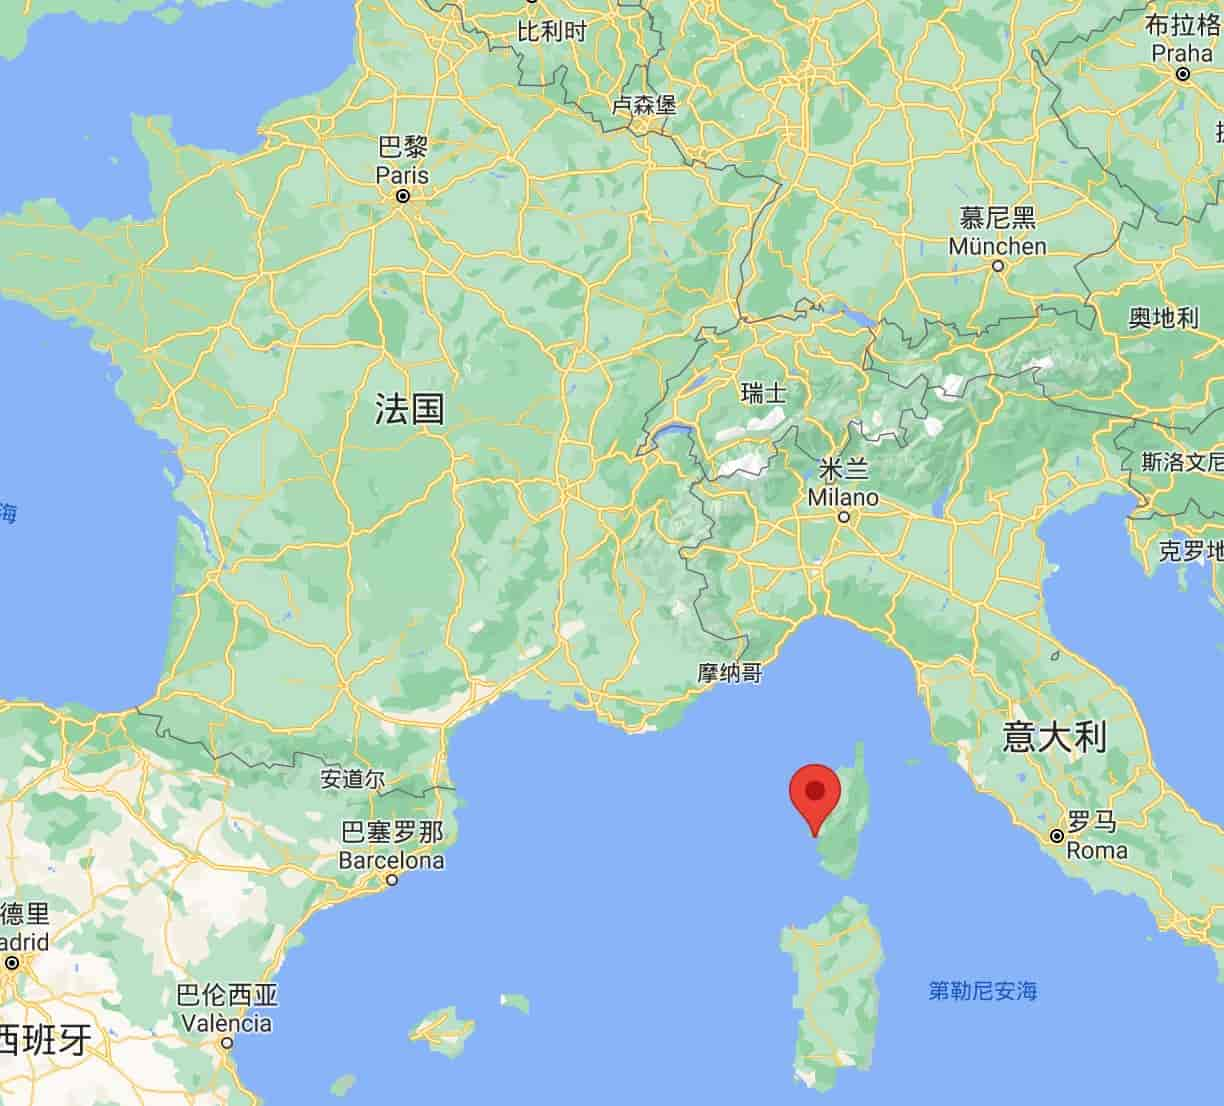 比利时
布拉格
Praha
卢森堡
巴黎
Paris
慕尼黑
München
奥地利
瑞士
法国
米兰
Milano
斯洛文尼
海
克罗地
摩纳哥
意大利
安道尔
罗马
Roma
巴塞罗那
Barcelona
德里
adrid
第勒尼安海
巴伦西亚
València
西班牙